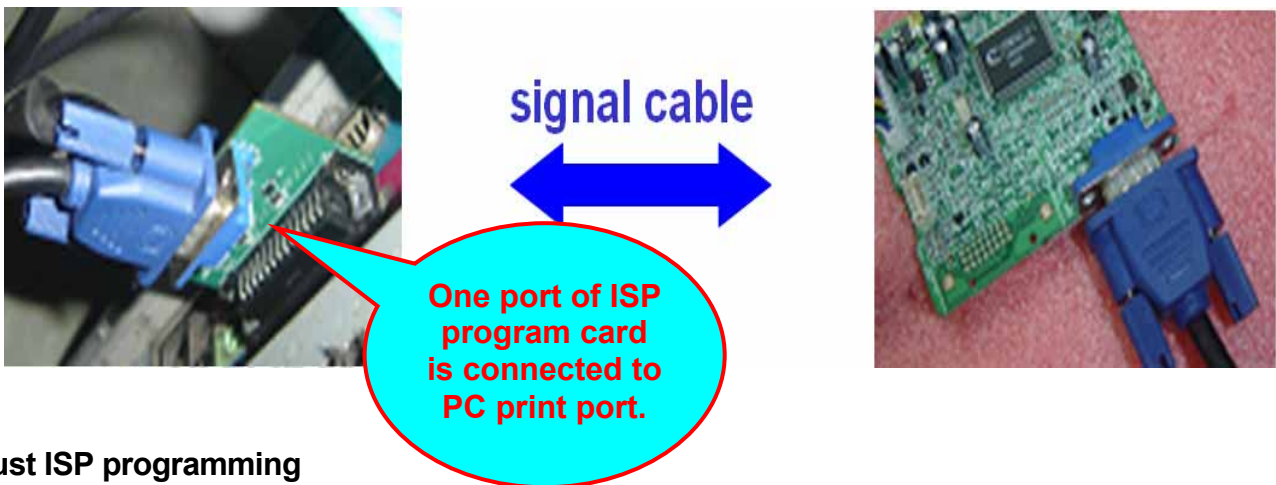 signal cable
One port of ISP
program card
is connected to
PC print port.
ust ISP programming